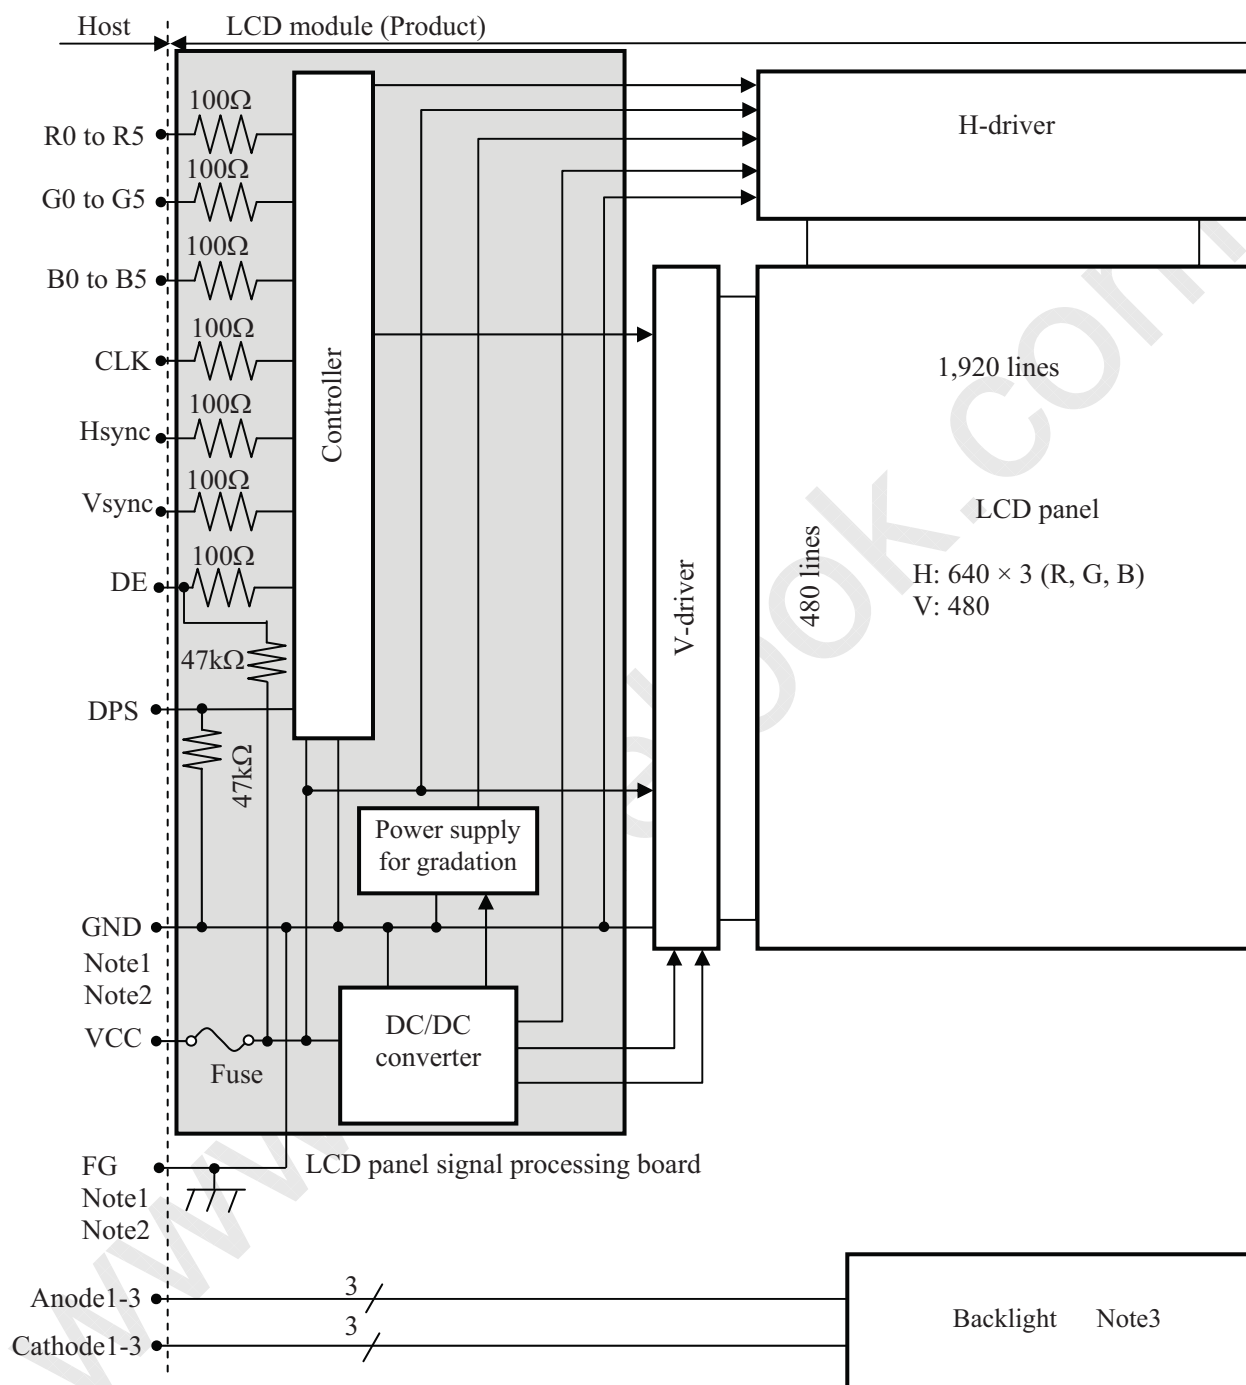 Host
LCD module (Product)
100Ω
R0 to R5
100Ω
G0 to G5
100Ω
B0 to B5
100Ω
CLK
100Ω
Hsync
100Ω
Vsync
100Ω
DE
47kΩ
DPS
47kΩ
Controller
H-driver
V-driver
1,920 lines
480 lines
LCD panel
H: 640 × 3 (R, G, B)
V: 480
Power supply
for gradation
GND
Note1
Note2
VCC
Fuse
DC/DC
converter
FG
Note1
Note2
LCD panel signal processing board
Anode1-3
3
Cathode1-3
3
Backlight Note3